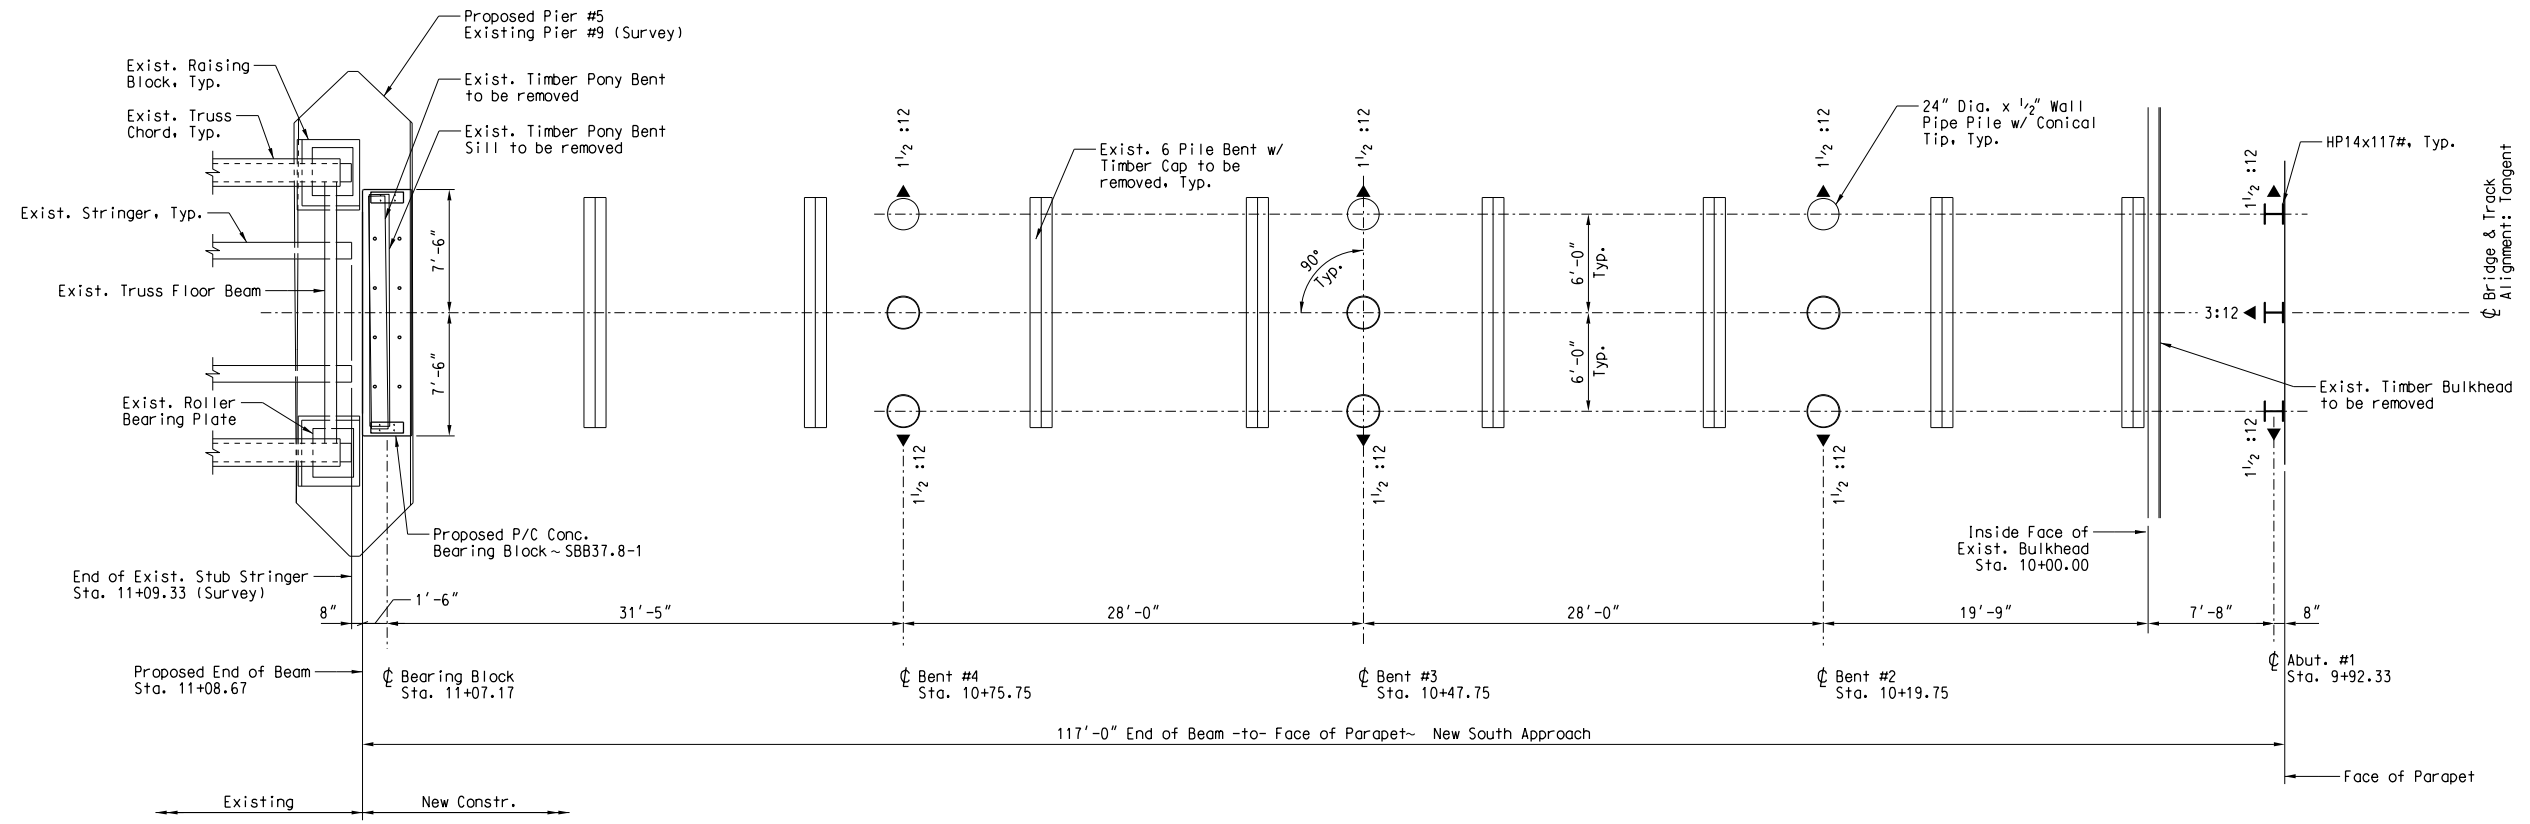 Proposed Pier #5
Existing Pier #9 (Survey)
Exist. Raising
Block, Typ.
Exist. Timber Pony Bent
to be removed
Exist. Truss
Chord, Typ.
Exist. Timber Pony Bent
Sill to be removed
Exist. Stringer, Typ.
Exist. Truss Floor Beam
Exist. Roller
Bearing Plate
7'-6"
7'-6"
Proposed P/C Conc.
Bearing Block ~ SBB37.8-1
End of Exist. Stub Stringer
Sta. 11+09.33 (Survey)
1 1/2 :12
1 1/2 :12
1 1/2 :12
1 1/2 :12
Exist. 6 Pile Bent w/
Timber Cap to be
removed, Typ.
24" Dia. x 1/2" Wall
Pipe Pile w/ Conical
Tip, Typ.
HP14x117#, Typ.
℄ Bridge & Track
Alignment: Tangent
90°
Typ.
6'-0"
Typ.
6'-0"
Typ.
3:12
Exist. Timber Bulkhead
to be removed
1 1/2 :12
1 1/2 :12
1 1/2 :12
1 1/2 :12
Inside Face of
Exist. Bulkhead
Sta. 10+00.00
8"
1'-6"
31'-5"
28'-0"
28'-0"
19'-9"
7'-8"
8"
Proposed End of Beam
Sta. 11+08.67
℄ Bearing Block
Sta. 11+07.17
℄ Bent #4
Sta. 10+75.75
℄ Bent #3
Sta. 10+47.75
℄ Bent #2
Sta. 10+19.75
℄ Abut. #1
Sta. 9+92.33
117'-0" End of Beam -to- Face of Parapet~ New South Approach
Face of Parapet
Existing
New Constr.